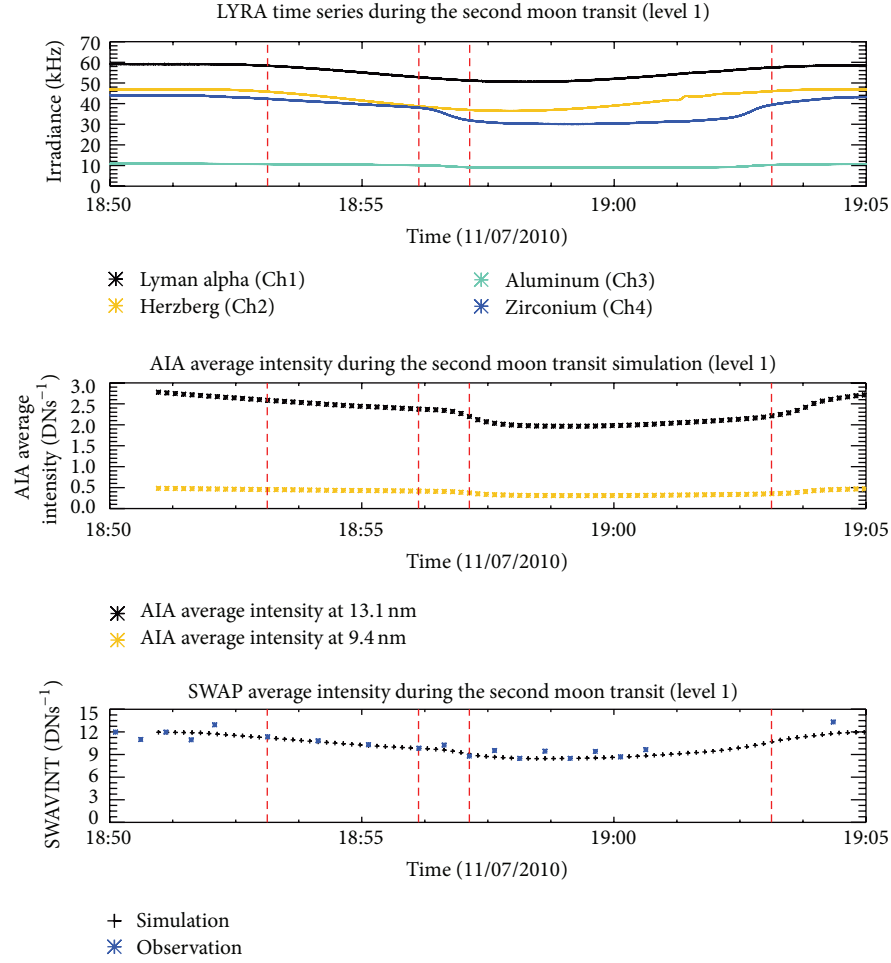 LYRA time series during the second moon transit (level 1)
Irradiance (kHz)
70
60
50
40
30
20
10
0
18:50
18:55
19:00
19:05
Time (11/07/2010)
Lyman alpha (Ch1)
Aluminum (Ch3)
Herzberg (Ch2)
Zirconium (Ch4)
AIA average intensity during the second moon transit simulation (level 1)
AIA average
intensity (DNs⁻¹)
3.0
2.5
2.0
1.5
1.0
0.5
0.0
18:50
18:55
19:00
19:05
Time (11/07/2010)
AIA average intensity at 13.1 nm
AIA average intensity at 9.4 nm
SWAP average intensity during the second moon transit (level 1)
SWAVINT (DNs⁻¹)
15
12
9
6
3
0
18:50
18:55
19:00
19:05
Time (11/07/2010)
Simulation
Observation